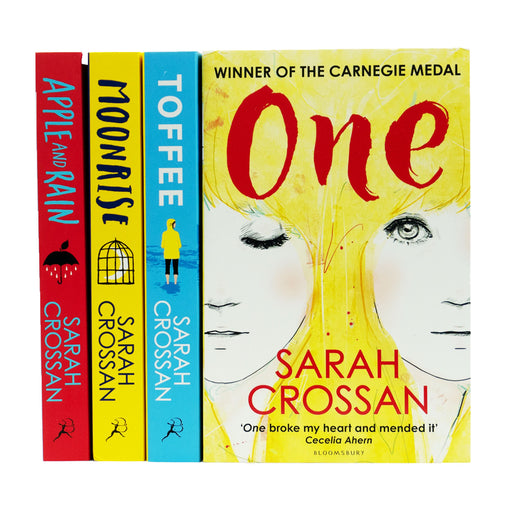 APPLE AND RAIN
SARAH
CROSSAN
MOONRISE
SARAH
CROSSAN
TOFFEE
SARAH
CROSSAN
WINNER OF THE CARNEGIE MEDAL
One
SARAH
CROSSAN
'One broke my heart and mended it'
Cecelia Ahern
BLOOMSBURY